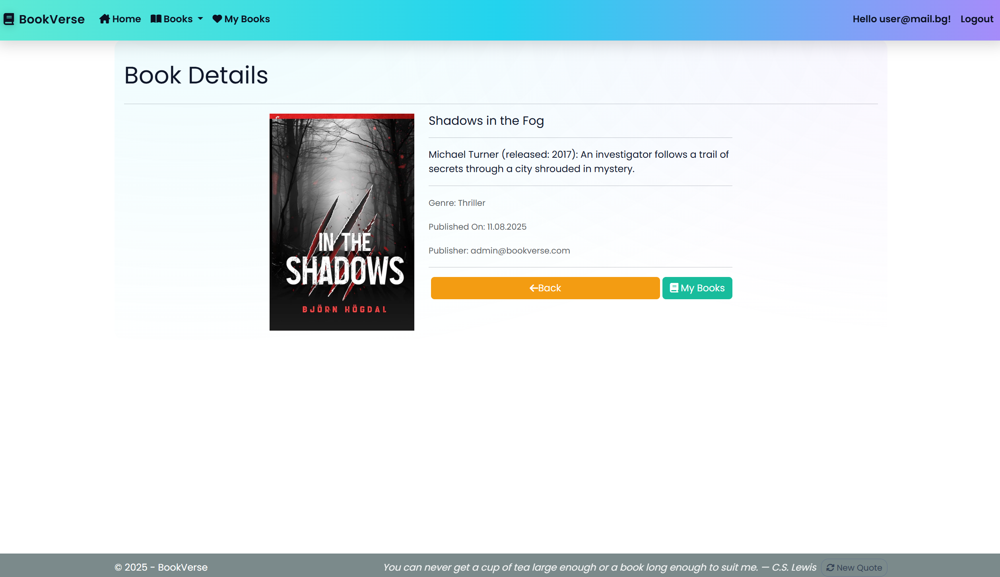 BookVerse Home Books My Books Hello user@mail.bg! Logout
Book Details
Shadows in the Fog
Michael Turner (released: 2017): An investigator follows a trail of
secrets through a city shrouded in mystery.
Genre: Thriller
Published On: 11.08.2025
Publisher: admin@bookverse.com
Back My Books
IN THE
SHADOWS
BJÖRN HÖGDAL
© 2025 - BookVerse You can never get a cup of tea large enough or a book long enough to suit me. — C.S. Lewis New Quote